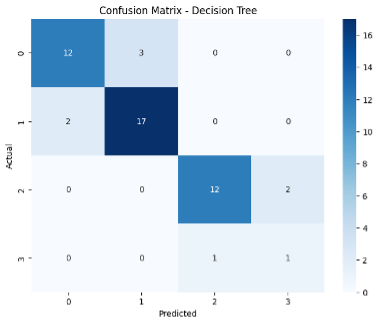 Confusion Matrix - Decision Tree
0 12 3 0 0
1 2 17 0 0
2 0 0 12 2
3 0 0 1 1
0 1 2 3
Actual
Predicted
16
14
12
10
8
6
4
2
0